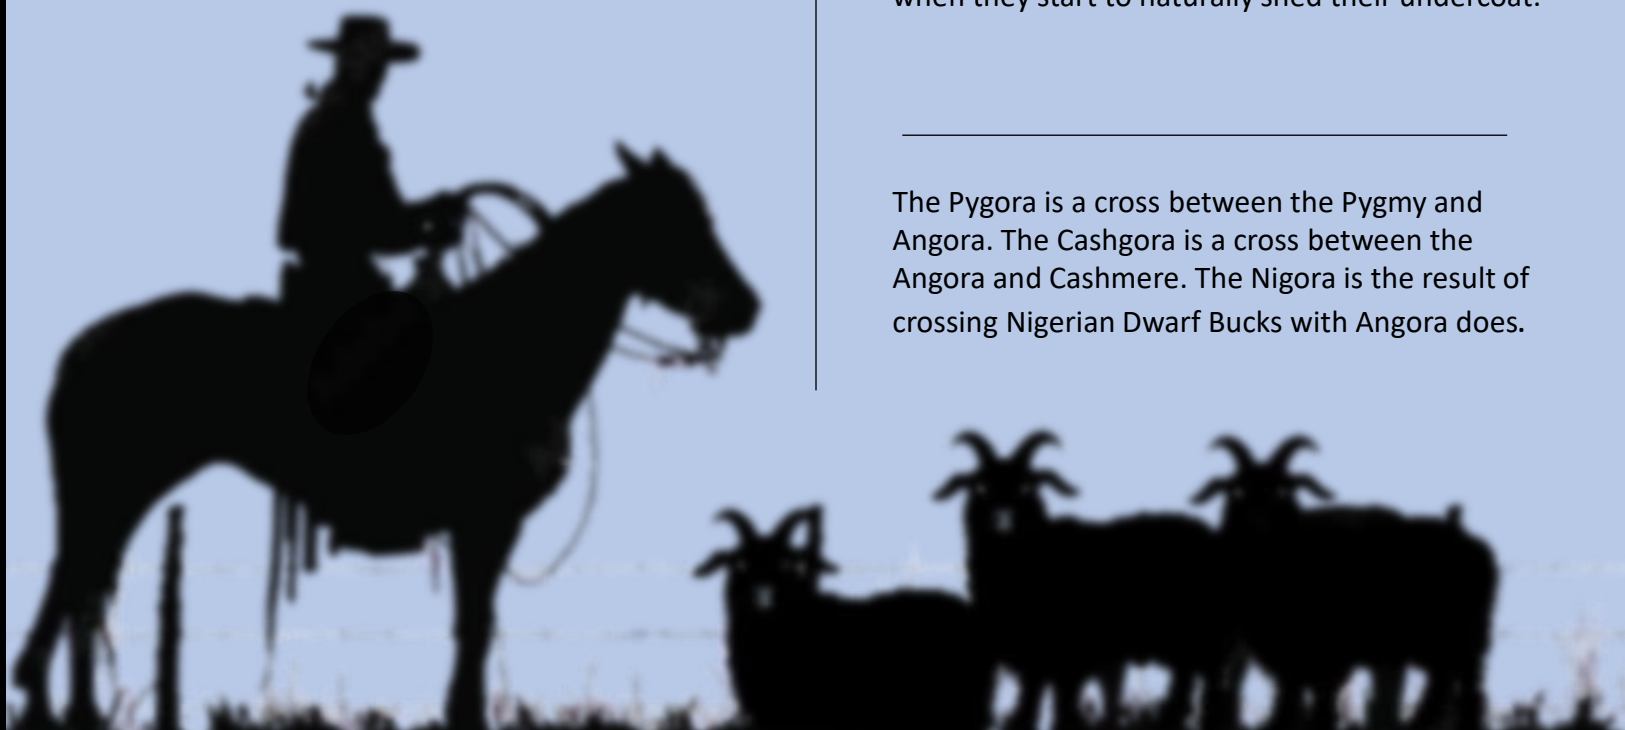 when they start to naturally shed their undercoat.
The Pygora is a cross between the Pygmy and
Angora. The Cashgora is a cross between the
Angora and Cashmere. The Nigora is the result of
crossing Nigerian Dwarf Bucks with Angora does.